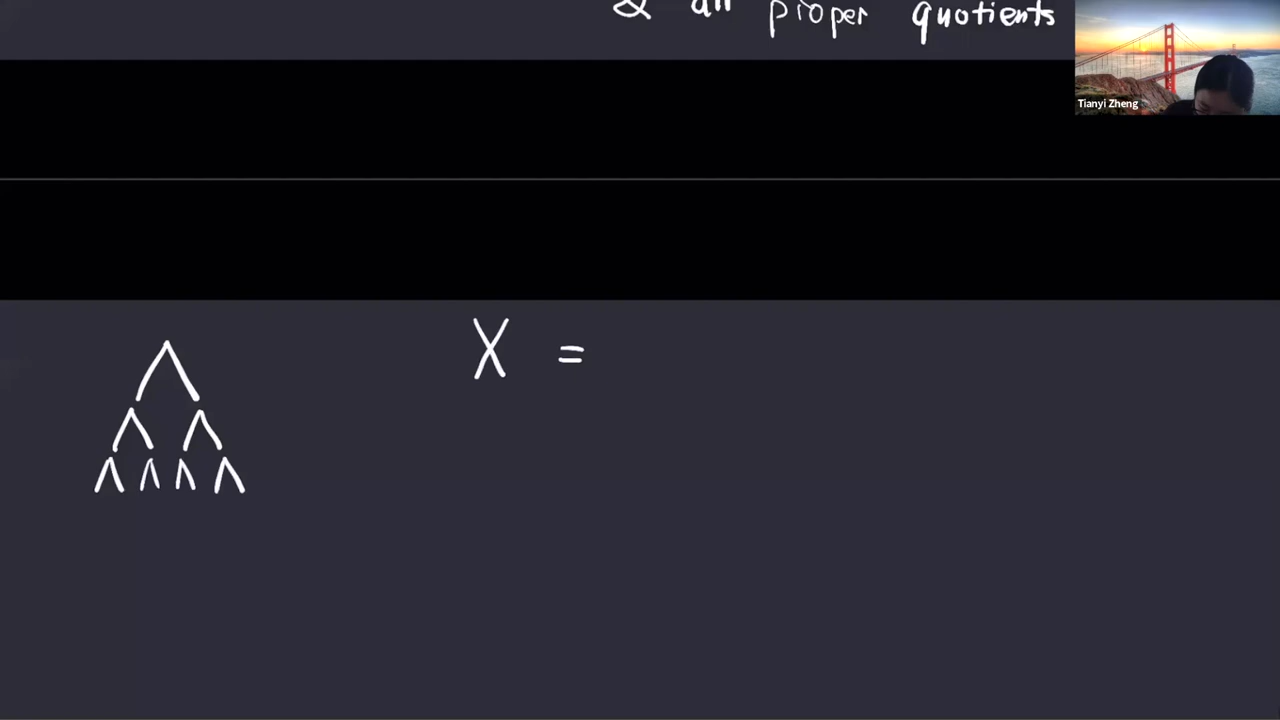 & all proper quotients
Tianyi Zheng
X =